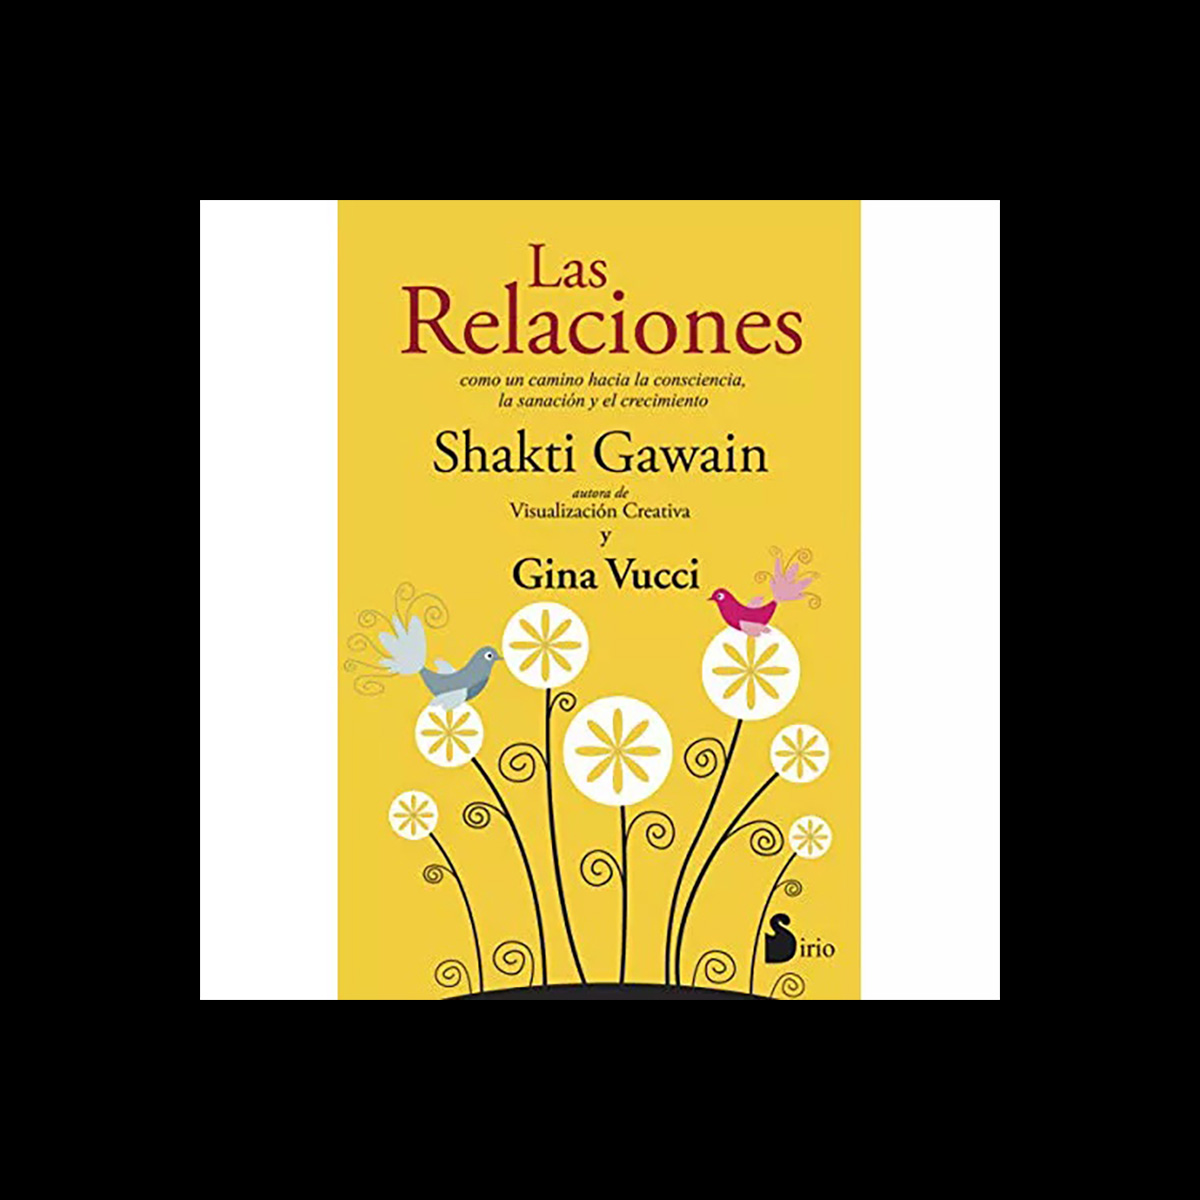 Las
Relaciones
como un camino hacia la consciencia,
la sanación y el crecimiento
Shakti Gawain
autora de
Visualización Creativa
y
Gina Vucci
Sirio